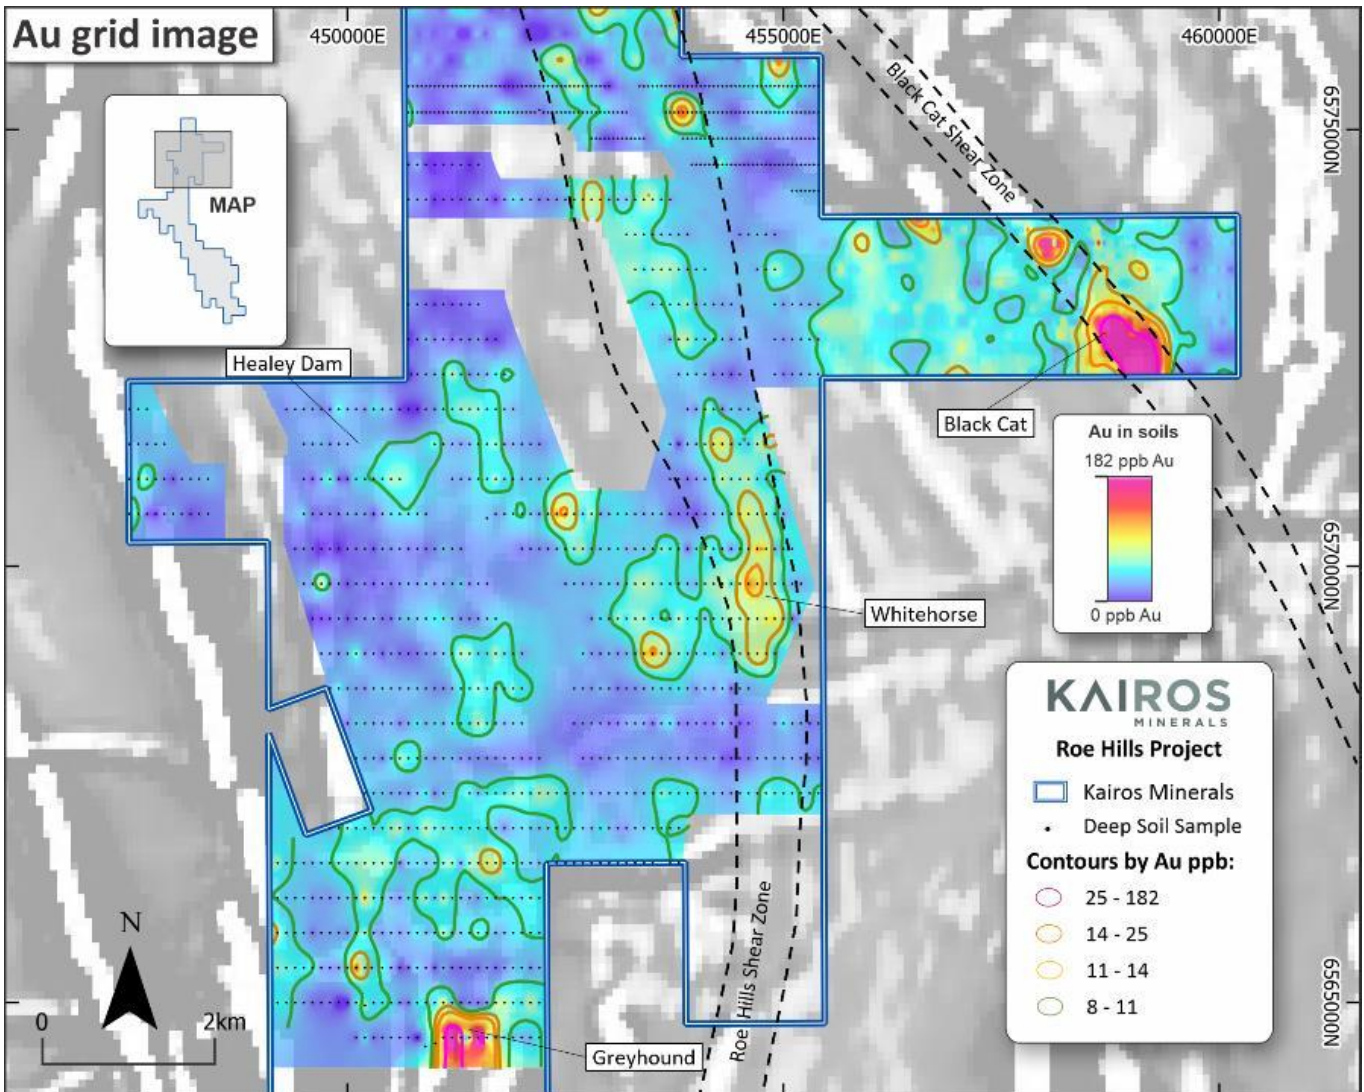 Au grid image
450000E
455000E
460000E
6575000N
MAP
Black Cat Shear Zone
Healey Dam
Black Cat
Au in soils
182 ppb Au
0 ppb Au
6570000N
Whitehorse
KAIROS
MINERALS
Roe Hills Project
Kairos Minerals
Deep Soil Sample
Contours by Au ppb:
25 - 182
14 - 25
11 - 14
8 - 11
N
0
2km
Roe Hills Shear Zone
Greyhound
6565000N